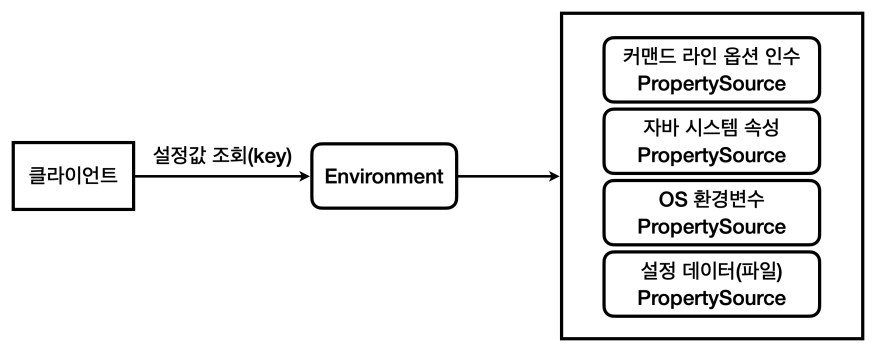 클라이언트
설정값 조회(key)
Environment
커맨드 라인 옵션 인수
PropertySource
자바 시스템 속성
PropertySource
OS 환경변수
PropertySource
설정 데이터(파일)
PropertySource